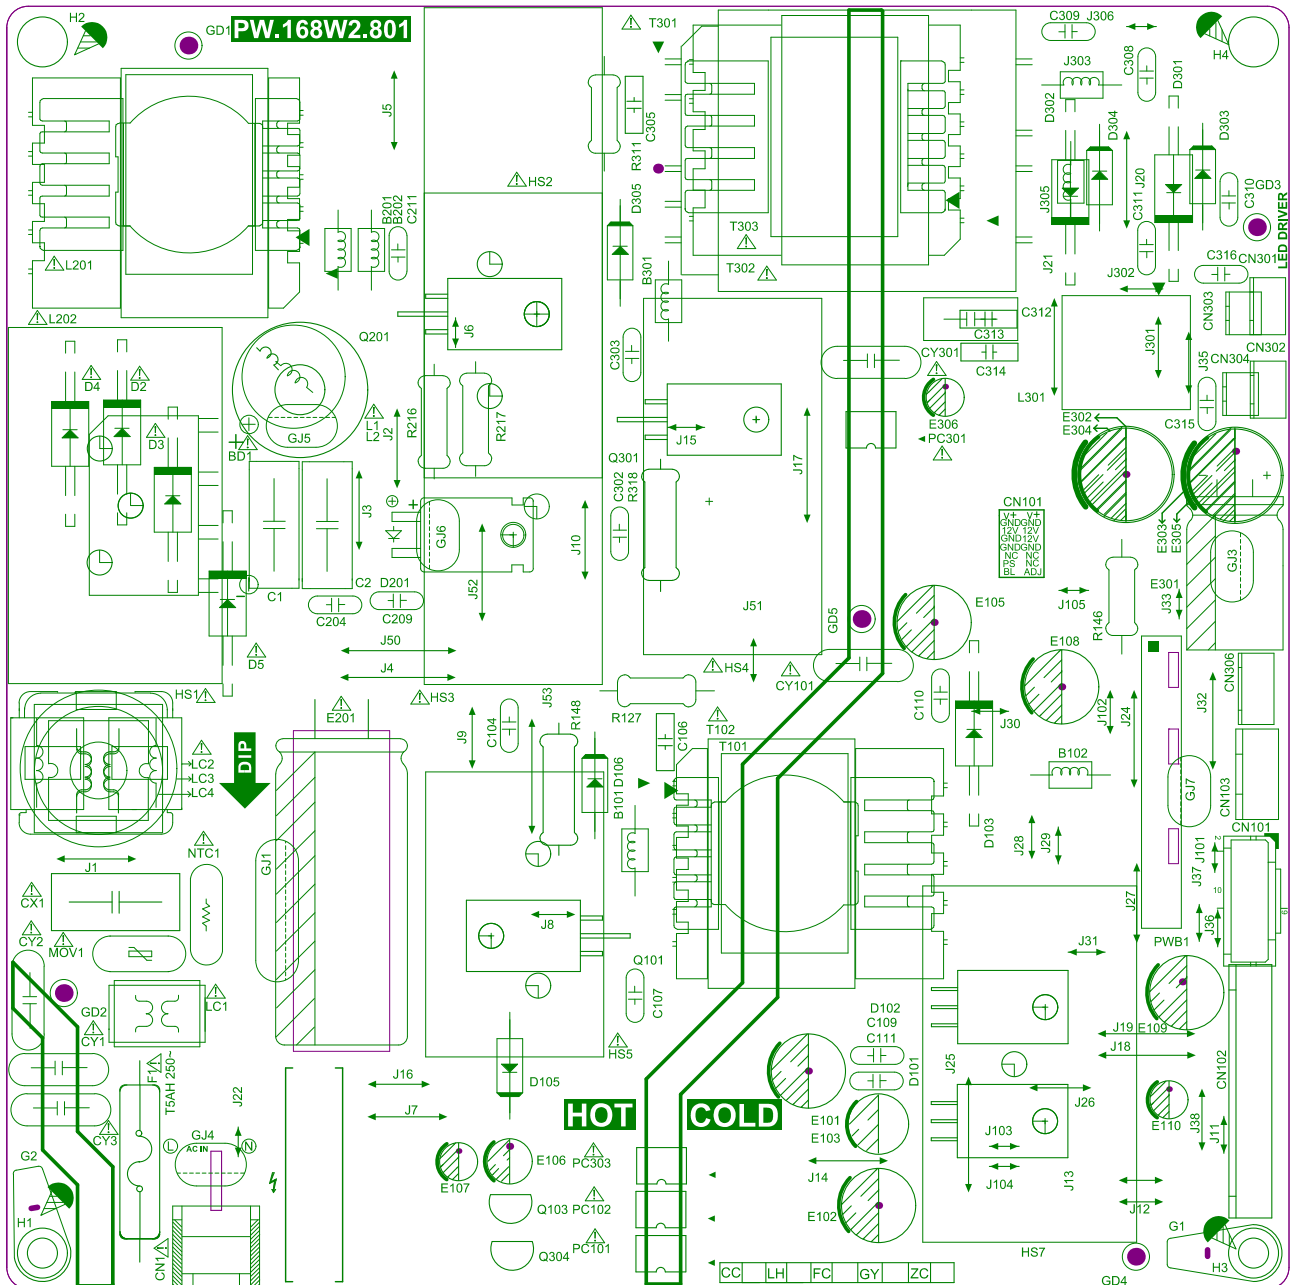 H2
GD1
PW.168W2.801
T301
C309
J306
H4
J303
C308
D301
D302
D304
D303
J5
C305
R311
HS2
D305
B201
B202
C211
J305
C311
J20
C310
GD3
LED DRIVER
T303
T302
L201
B301
J21
J302
C316
CN301
L202
Q201
J6
C303
C312
C313
C314
CY301
CN303
CN302
CN304
J301
J35
L301
D4
D2
D3
BD1
GJ5
L1
L2
J2
R216
R217
J15
J17
E306
PC301
E302
E304
C315
Q301
C302
R318
J3
GJ6
J10
J52
CN101
V+ V+
GNDGND
12V 12V
GND12V
GNDGND
NC NC
PS NC
BL ADJ
E303
E305
GJ3
C1
C2
D201
C204
C209
J51
GD5
E105
J105
R146
E301
J33
D5
J50
J4
E108
HS1
E201
HS3
HS4
CY101
C110
CN306
J53
R148
R127
C106
T102
T101
J30
J102
J24
J32
J9
C104
LC2
LC3
LC4
DIP
D106
B101
B102
GJ7
CN103
D103
J28
J29
CN101
2
J101
J37
J1
NTC1
GJ1
CX1
CY2
MOV1
J8
J27
10
J36
19
PWB1
J31
Q101
C107
GD2
LC1
CY1
D102
C109
C111
J19
E109
J18
HS5
F1
T5AH 250~
J22
J16
D105
D101
J25
J26
CN102
J7
HOT
COLD
E101
E103
E110
J38
J11
CY3
GJ4
L
AC IN
N
G2
E107
E106
PC303
J103
J104
J14
J13
J12
H1
Q103
PC102
E102
G1
CN1
Q304
PC101
HS7
H3
CC LH FC GY ZC
GD4